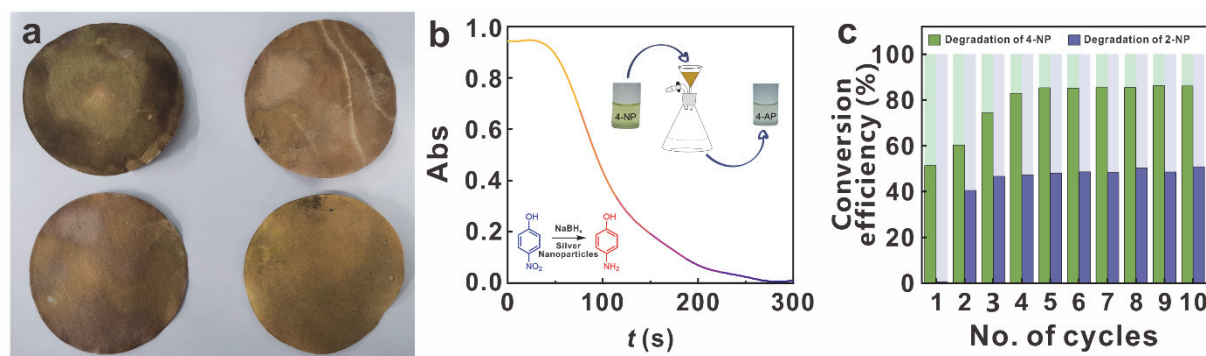 a
b
Abs
1.0
0.8
0.6
0.4
0.2
0.0
0
100
200
300
t (s)
4-NP
4-AP
OH
NO₂
NaBH₄
Silver
Nanoparticles
OH
NH₂
c
Degradation of 4-NP
Degradation of 2-NP
Conversion
efficiency (%)
100
80
60
40
20
0
1 2 3 4 5 6 7 8 9 10
No. of cycles